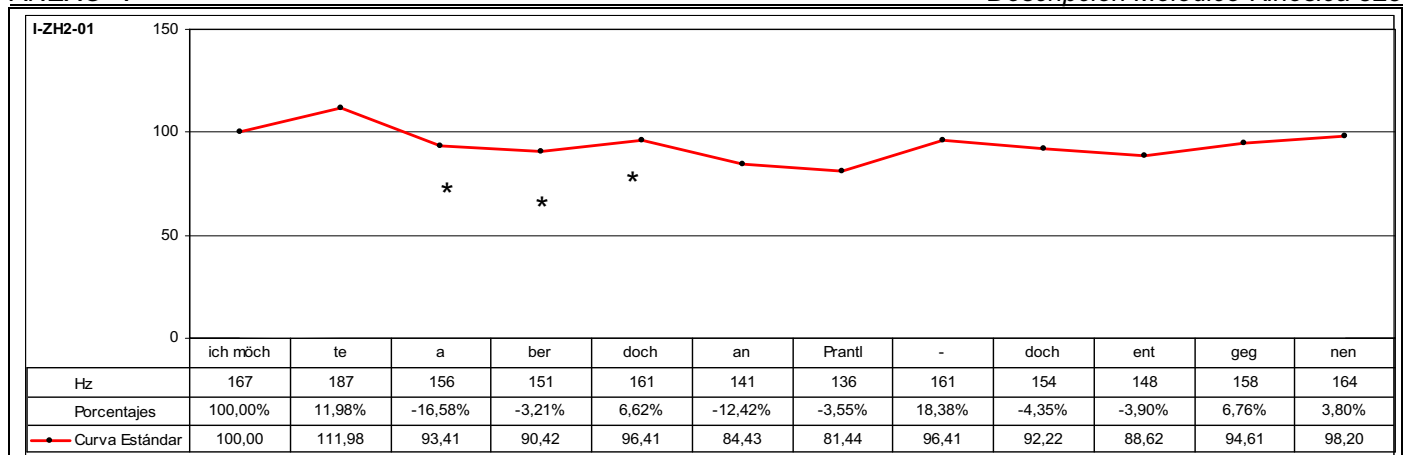 I-ZH2-01
150
100
50
0
ich möch te a ber doch an Prantl - doch ent geg nen
Hz 167 187 156 151 161 141 136 161 154 148 158 164
Porcentajes 100,00% 11,98% -16,58% -3,21% 6,62% -12,42% -3,55% 18,38% -4,35% -3,90% 6,76% 3,80%
Curva Estándar 100,00 111,98 93,41 90,42 96,41 84,43 81,44 96,41 92,22 88,62 94,61 98,20
* * *